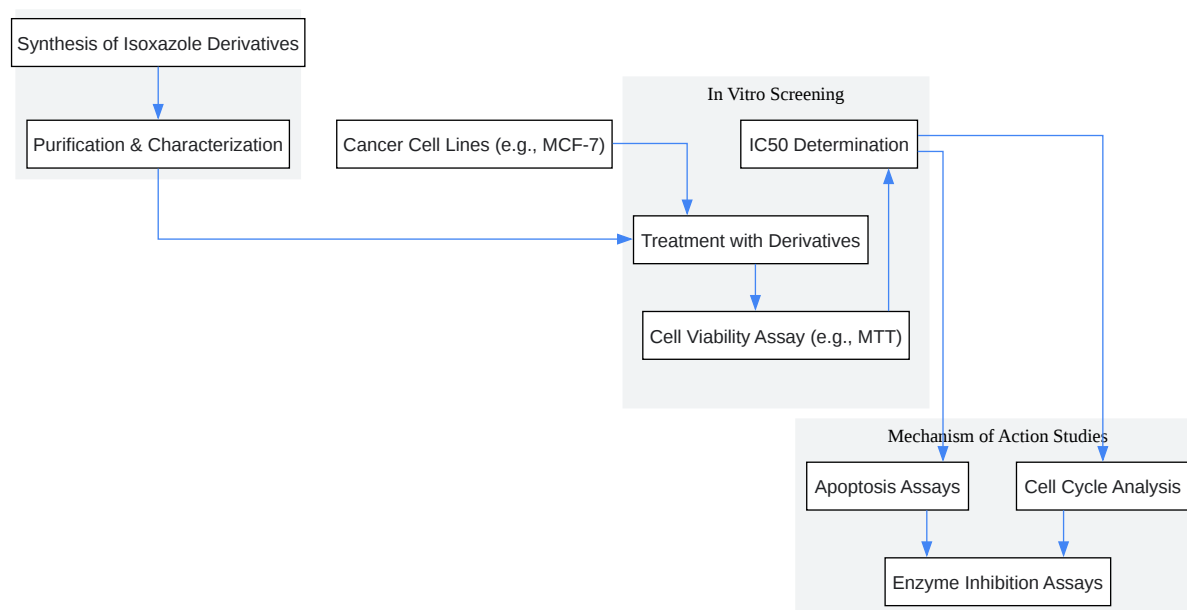 Synthesis of Isoxazole Derivatives
Purification & Characterization
Cancer Cell Lines (e.g., MCF-7)
In Vitro Screening
IC50 Determination
Treatment with Derivatives
Cell Viability Assay (e.g., MTT)
Mechanism of Action Studies
Apoptosis Assays
Cell Cycle Analysis
Enzyme Inhibition Assays